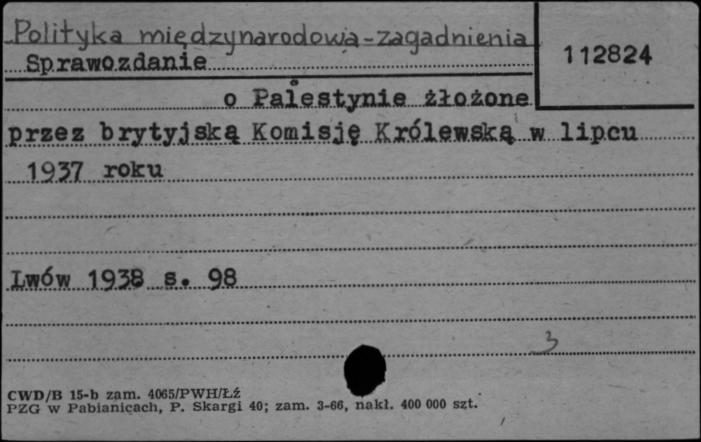 Polityka międzynarodowa-zagadnienia
Sprawozdanie
112824
o Palestynie żłożone
przez brytyjską Komisję Królewską w lipcu
1937 roku
Lwów 1938 s. 98
3
CWD/B 15-b zam. 4065/PWH/Łź
PZG w Pabianicach, P. Skargi 40; zam. 3-66, nakł. 400 000 szt.